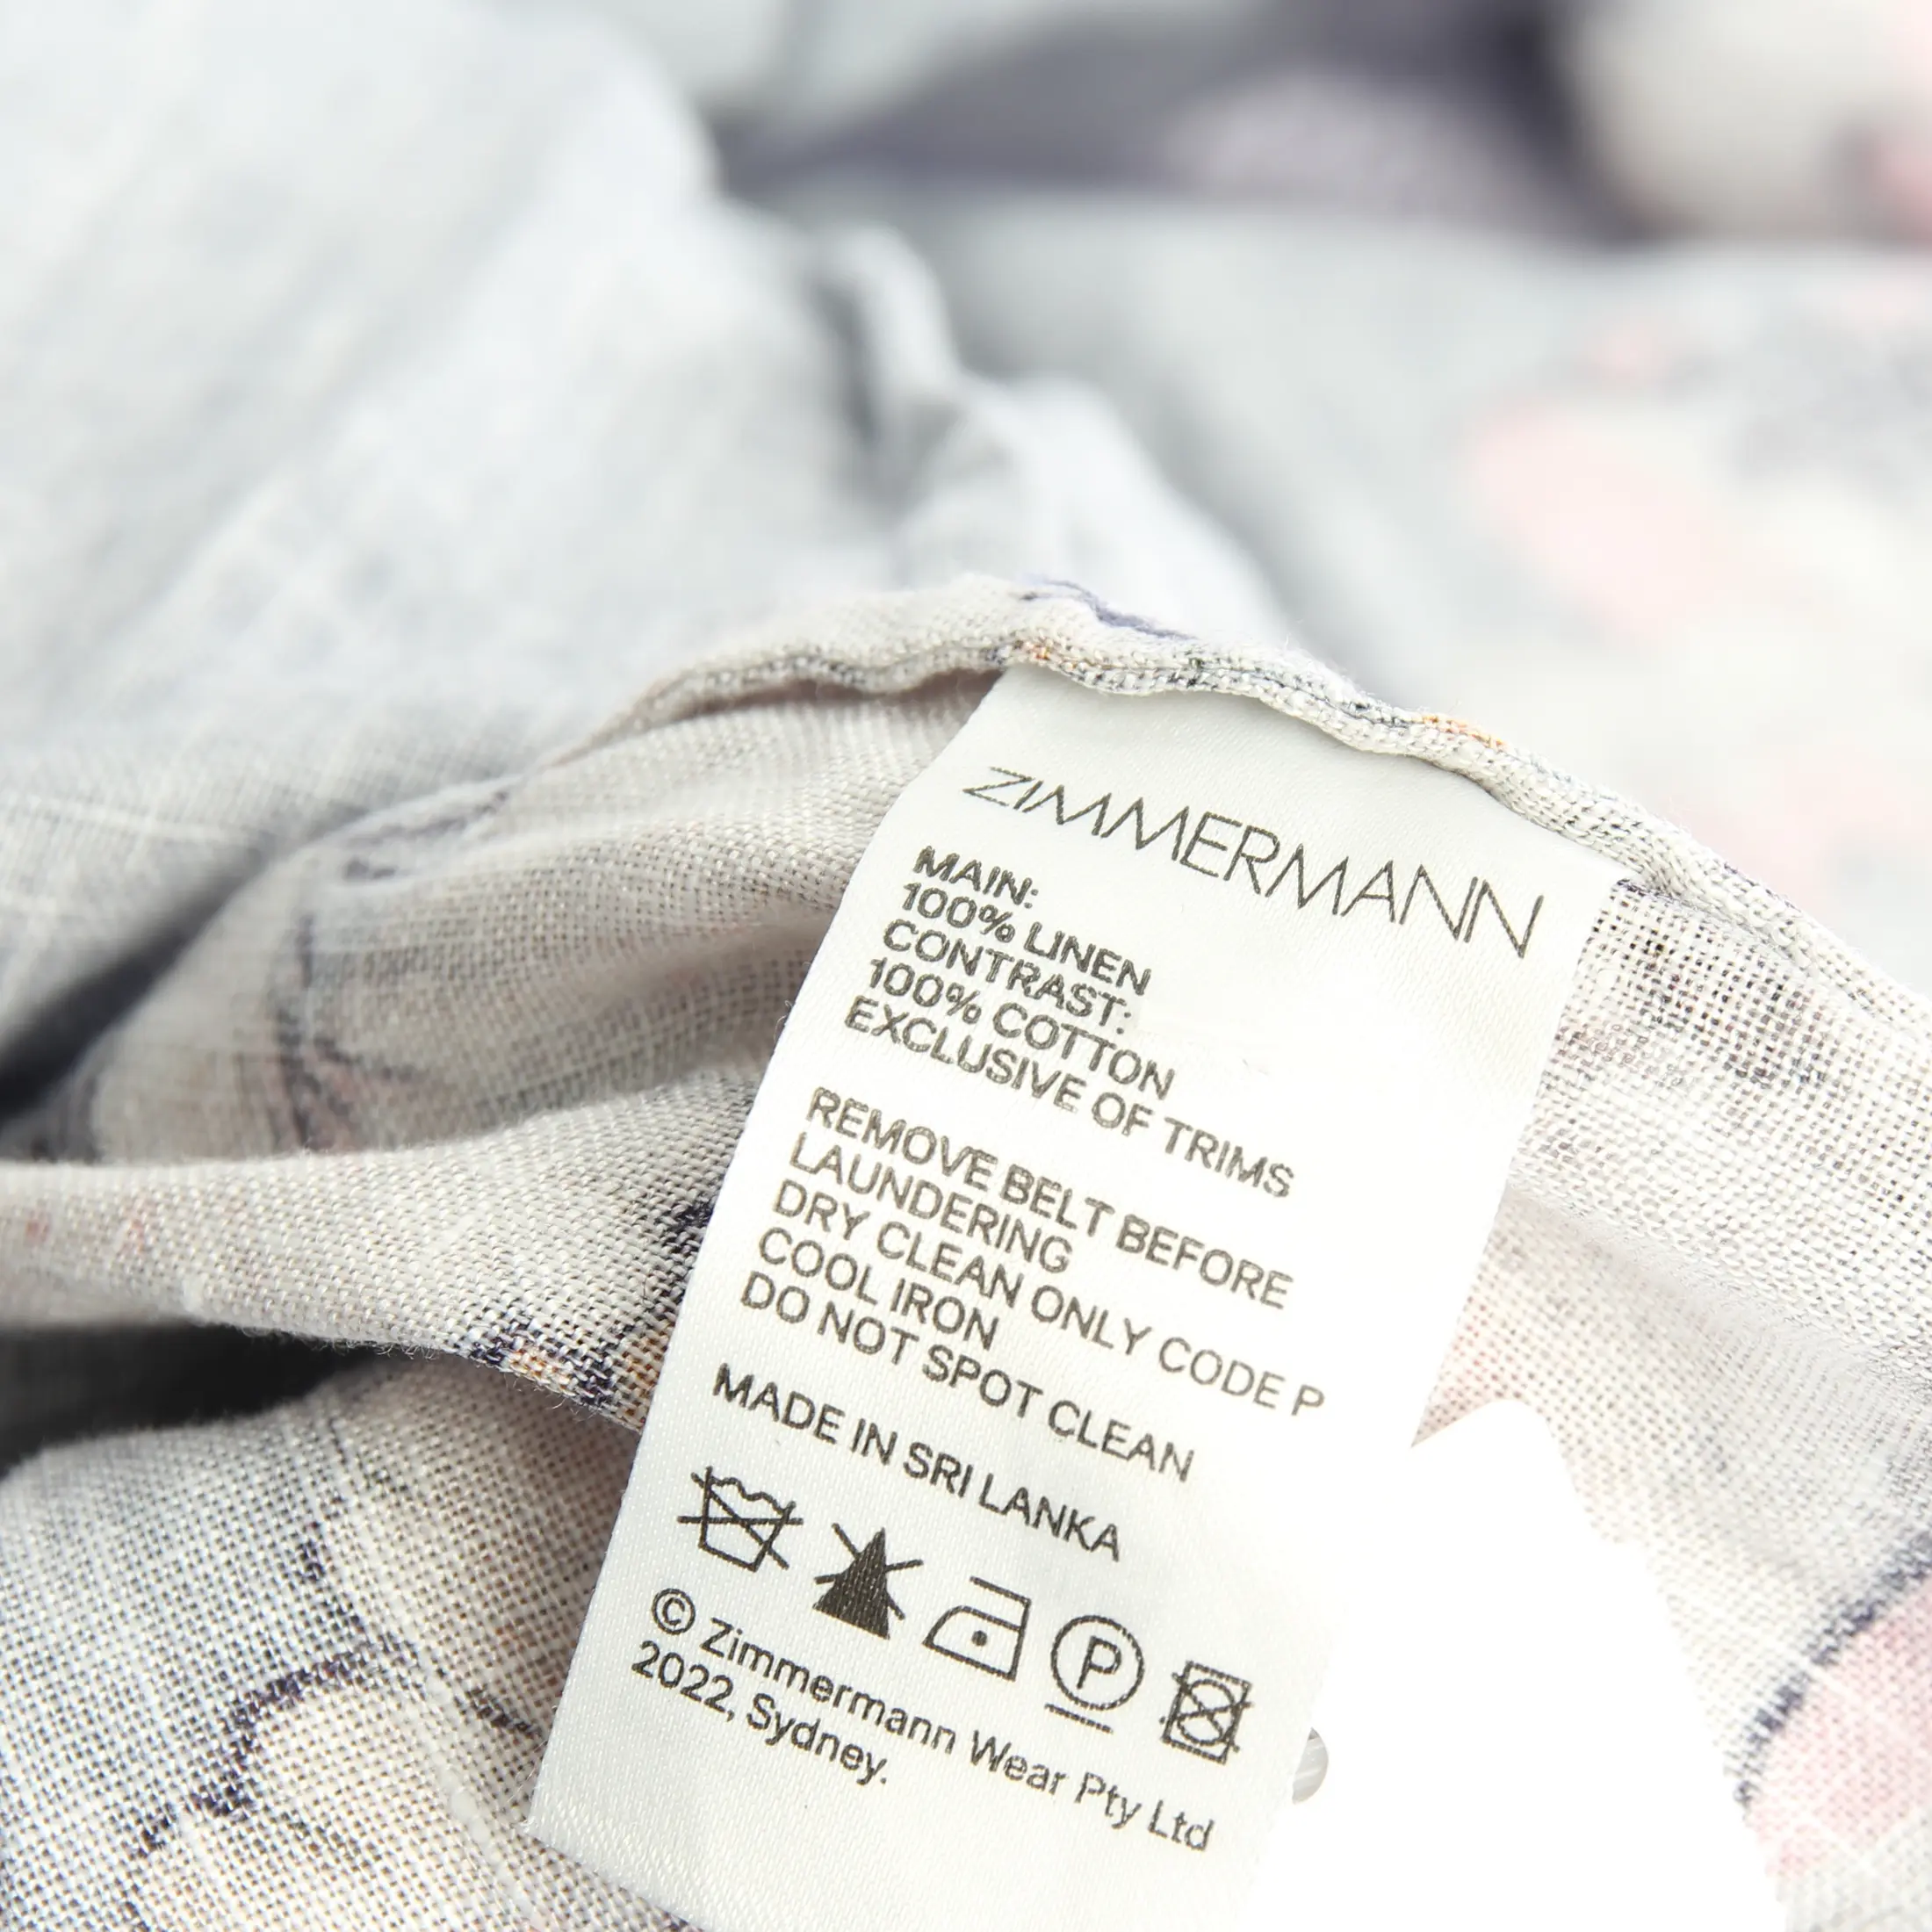 ZIMMERMANN
MAIN:
100% LINEN
CONTRAST:
100% COTTON
EXCLUSIVE OF TRIMS
REMOVE BELT BEFORE
LAUNDERING
DRY CLEAN ONLY CODE P
COOL IRON
DO NOT SPOT CLEAN
MADE IN SRI LANKA
P
© Zimmermann Wear Pty Ltd
2022, Sydney.